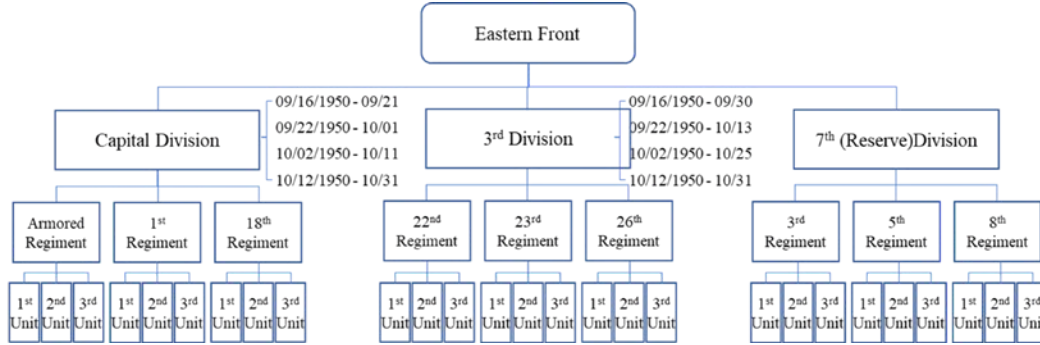 Eastern Front
Capital Division
09/16/1950 - 09/21
09/22/1950 - 10/01
10/02/1950 - 10/11
10/12/1950 - 10/31
3rd Division
09/16/1950 - 09/30
09/22/1950 - 10/13
10/02/1950 - 10/25
10/12/1950 - 10/31
7th (Reserve)Division
Armored
Regiment
1st
Regiment
18th
Regiment
22nd
Regiment
23rd
Regiment
26th
Regiment
3rd
Regiment
5th
Regiment
8th
Regiment
1st
Unit
2nd
Unit
3rd
Unit
1st
Unit
2nd
Unit
3rd
Unit
1st
Unit
2nd
Unit
3rd
Unit
1st
Unit
2nd
Unit
3rd
Unit
1st
Unit
2nd
Unit
3rd
Unit
1st
Unit
2nd
Unit
3rd
Unit
1st
Unit
2nd
Unit
3rd
Unit
1st
Unit
2nd
Unit
3rd
Unit
1st
Unit
2nd
Unit
3rd
Unit